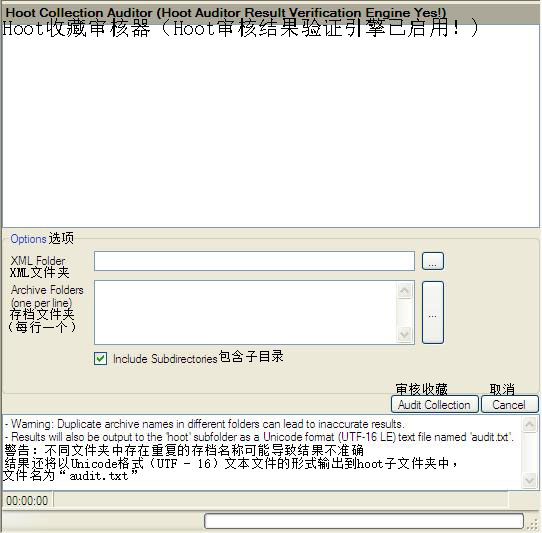 Hoot Collection Auditor (Hoot Auditor Result Verification Engine Yes!)
Hoot收藏审核器（Hoot审核结果验证引擎已启用！）
Options 选项
XML Folder
XML文件夹
...
Archive Folders
(one per line)
存档文件夹
（每行一个）
...
Include Subdirectories 包含子目录
审核收藏 取消
Audit Collection Cancel
- Warning: Duplicate archive names in different folders can lead to inaccurate results.
- Results will also be output to the 'hoot' subfolder as a Unicode format (UTF-16 LE) text file named 'audit.txt'.
警告：不同文件夹中存在重复的存档名称可能导致结果不准确
结果还将以Unicode格式（UTF - 16）文本文件的形式输出到hoot子文件夹中，
文件名为“audit.txt”
00:00:00